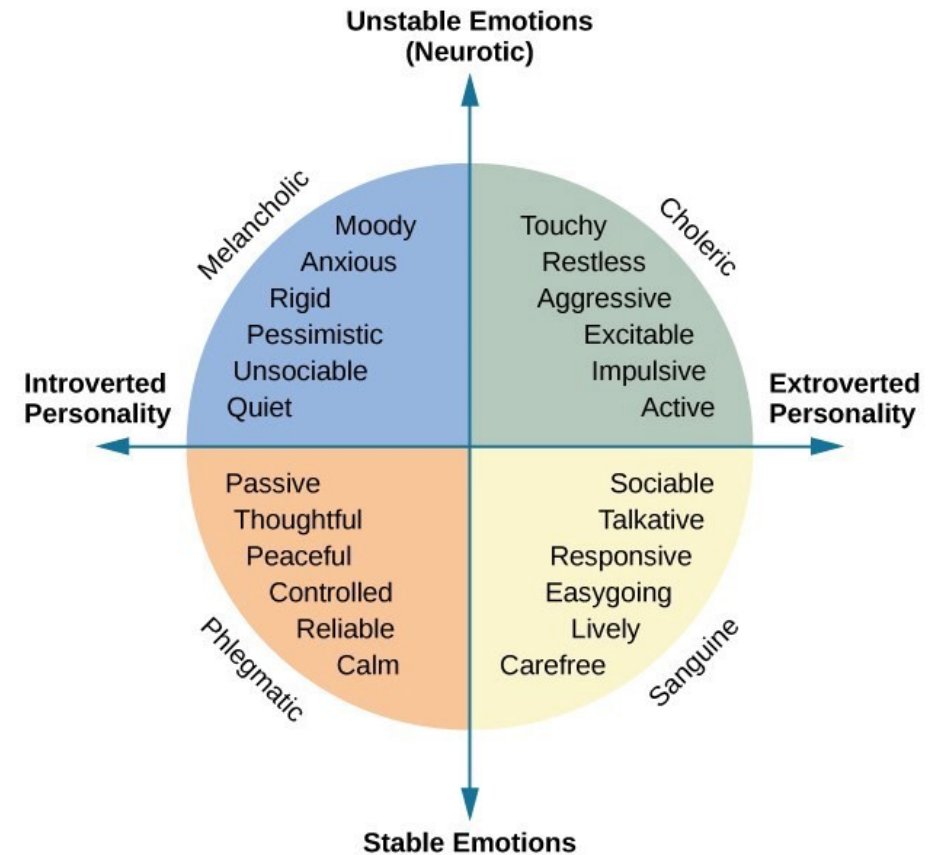 Unstable Emotions
(Neurotic)
Melancholic
Moody
Anxious
Rigid
Pessimistic
Unsociable
Quiet
Choleric
Touchy
Restless
Aggressive
Excitable
Impulsive
Active
Introverted
Personality
Extroverted
Personality
Passive
Thoughtful
Peaceful
Controlled
Reliable
Calm
Phlegmatic
Sociable
Talkative
Responsive
Easygoing
Lively
Carefree
Sanguine
Stable Emotions